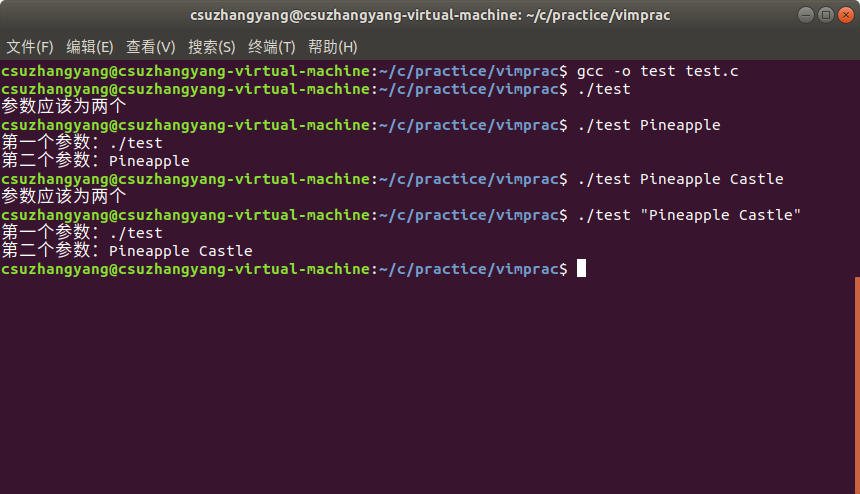 csuzhangyang@csuzhangyang-virtual-machine: ~/c/practice/vimprac
文件(F) 编辑(E) 查看(V) 搜索(S) 终端(T) 帮助(H)
csuzhangyang@csuzhangyang-virtual-machine:~/c/practice/vimprac$ gcc -o test test.c
csuzhangyang@csuzhangyang-virtual-machine:~/c/practice/vimprac$ ./test
参数应该为两个
csuzhangyang@csuzhangyang-virtual-machine:~/c/practice/vimprac$ ./test Pineapple
第一个参数：./test
第二个参数：Pineapple
csuzhangyang@csuzhangyang-virtual-machine:~/c/practice/vimprac$ ./test Pineapple Castle
参数应该为两个
csuzhangyang@csuzhangyang-virtual-machine:~/c/practice/vimprac$ ./test "Pineapple Castle"
第一个参数：./test
第二个参数：Pineapple Castle
csuzhangyang@csuzhangyang-virtual-machine:~/c/practice/vimprac$